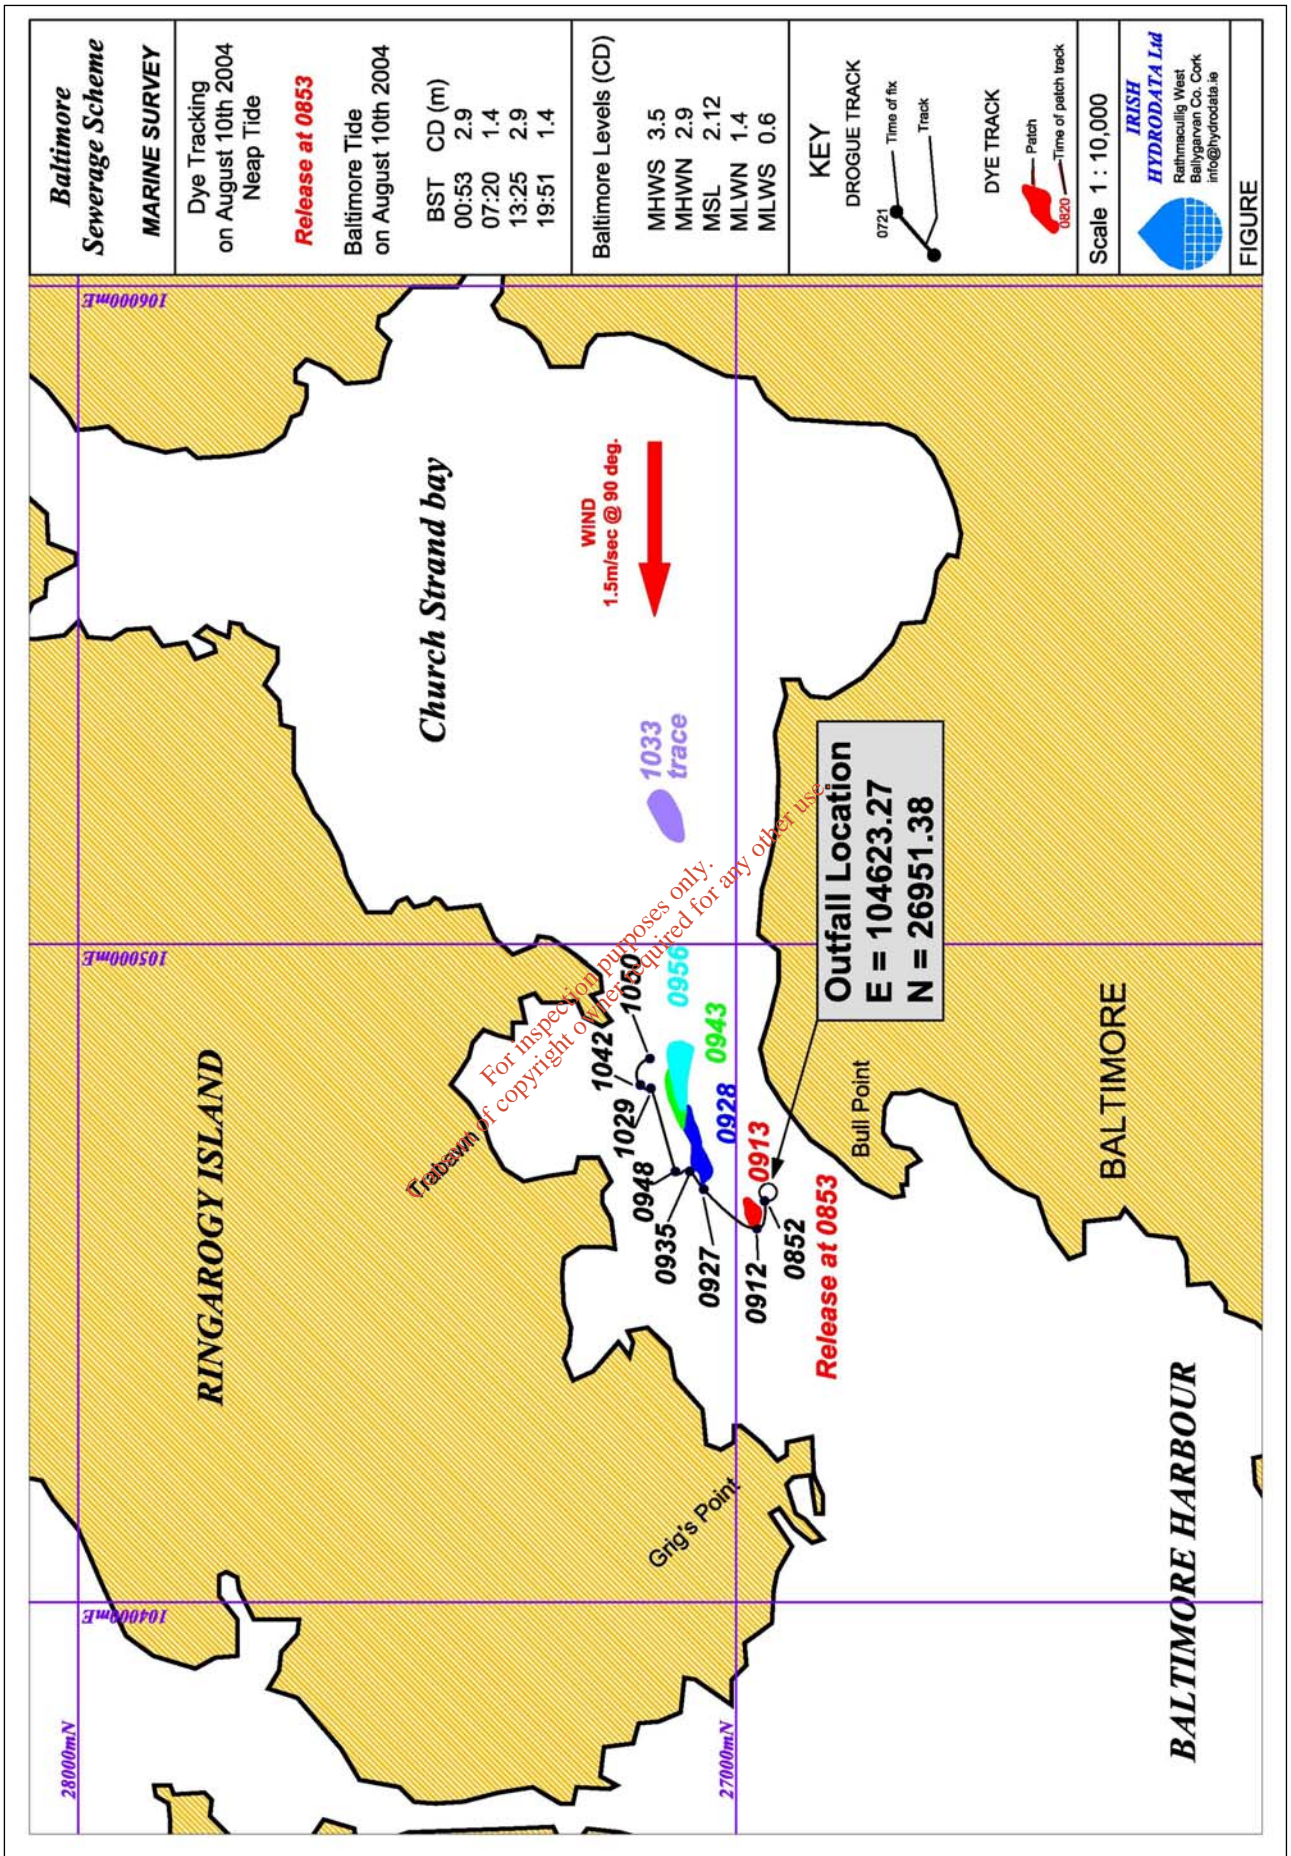 Baltimore
Sewerage Scheme
MARINE SURVEY
Dye Tracking
on August 10th 2004
Neap Tide
Release at 0853
Baltimore Tide
on August 10th 2004
BST CD (m)
00:53 2.9
07:20 1.4
13:25 2.9
19:51 1.4
Baltimore Levels (CD)
MHWS 3.5
MHWN 2.9
MSL 2.12
MLWN 1.4
MLWS 0.6
KEY
DROGUE TRACK
0721
Time of fix
Track
DYE TRACK
Patch
0820
Time of patch track
Scale 1 : 10,000
IRISH
HYDRODATA Ltd
Rathmacullig West
Ballygarvan Co. Cork
info@hydrodata.ie
FIGURE
28000mN
27000mN
104000mE
105000mE
106000mE
RINGAROGY ISLAND
Trabawn
Church Strand bay
WIND
1.5m/sec @ 90 deg.
1033
trace
Grig's Point
0948
0935
0927
0912
0852
1029
1042
1050
0956
0943
0928
0913
Release at 0853
Outfall Location
E = 104623.27
N = 26951.38
Bull Point
BALTIMORE
BALTIMORE HARBOUR
For inspection purposes only.
of copyright owner required for any other use.